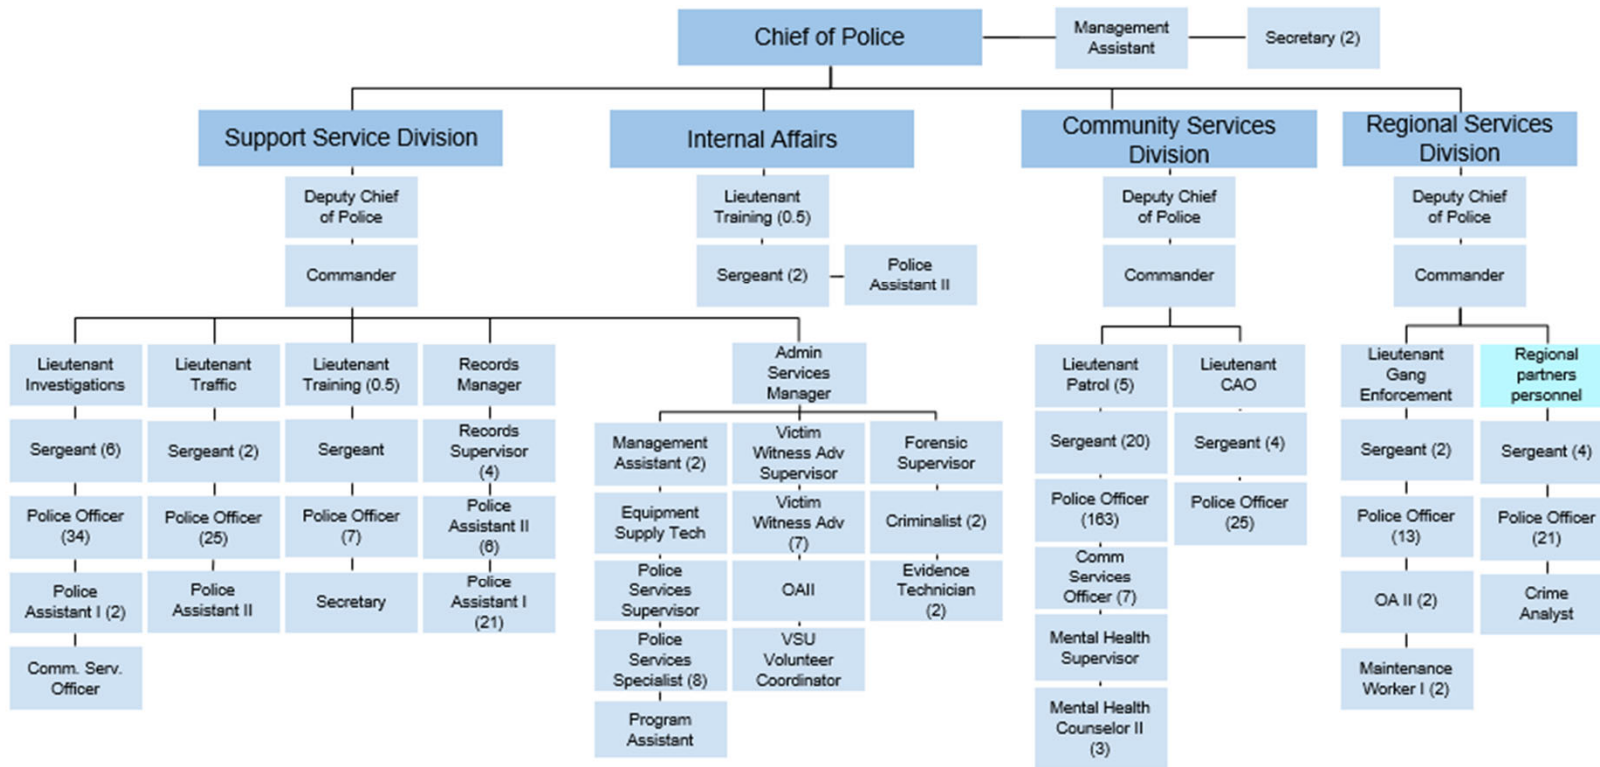 Chief of Police
Management
Assistant
Secretary (2)
Support Service Division
Internal Affairs
Community Services
Division
Regional Services
Division
Deputy Chief
of Police
Commander
Lieutenant
Training (0.5)
Sergeant (2)
Police
Assistant II
Deputy Chief
of Police
Commander
Deputy Chief
of Police
Commander
Lieutenant
Investigations
Sergeant (6)
Police Officer
(34)
Police
Assistant I (2)
Comm. Serv.
Officer
Lieutenant
Traffic
Sergeant (2)
Police Officer
(25)
Police
Assistant II
Lieutenant
Training (0.5)
Sergeant
Police Officer
(7)
Secretary
Records
Manager
Records
Supervisor
(4)
Police
Assistant II
(6)
Police
Assistant I
(21)
Admin
Services
Manager
Management
Assistant (2)
Equipment
Supply Tech
Police
Services
Supervisor
Police
Services
Specialist (8)
Program
Assistant
Victim
Witness Adv
Supervisor
Victim
Witness Adv
(7)
OAII
VSU
Volunteer
Coordinator
Forensic
Supervisor
Criminalist (2)
Evidence
Technician
(2)
Lieutenant
Patrol (5)
Sergeant (20)
Police Officer
(163)
Comm
Services
Officer (7)
Mental Health
Supervisor
Mental Health
Counselor II
(3)
Lieutenant
CAO
Sergeant (4)
Police Officer
(25)
Lieutenant
Gang
Enforcement
Sergeant (2)
Police Officer
(13)
OA II (2)
Maintenance
Worker I (2)
Regional
partners
personnel
Sergeant (4)
Police Officer
(21)
Crime
Analyst